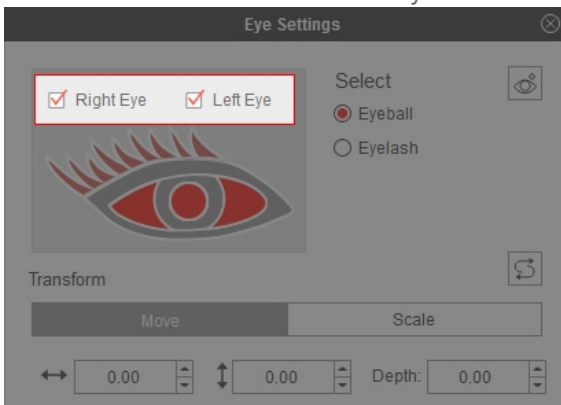 Eye Settings
Right Eye Left Eye
Select
Eyeball
Eyelash
Transform
Move Scale
0.00 0.00 Depth: 0.00